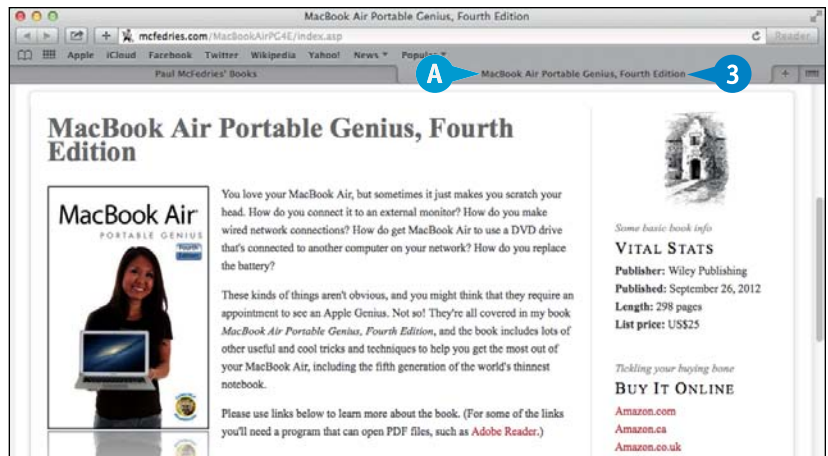 MacBook Air Portable Genius, Fourth Edition
mcfedries.com/MacBookAirPG4E/index.asp
Reader
Apple iCloud Facebook Twitter Wikipedia Yahoo! News Popular
Paul McFedries' Books
A
MacBook Air Portable Genius, Fourth Edition
3
MacBook Air Portable Genius, Fourth
Edition
MacBook Air
PORTABLE GENIUS
Fourth
Edition
You love your MacBook Air, but sometimes it just makes you scratch your
head. How do you connect it to an external monitor? How do you make
wired network connections? How do get MacBook Air to use a DVD drive
that's connected to another computer on your network? How do you replace
the battery?
These kinds of things aren't obvious, and you might think that they require an
appointment to see an Apple Genius. Not so! They're all covered in my book
MacBook Air Portable Genius, Fourth Edition, and the book includes lots of
other useful and cool tricks and techniques to help you get the most out of
your MacBook Air, including the fifth generation of the world's thinnest
notebook.
Please use links below to learn more about the book. (For some of the links
you'll need a program that can open PDF files, such as Adobe Reader.)
Some basic book info
VITAL STATS
Publisher: Wiley Publishing
Published: September 26, 2012
Length: 298 pages
List price: US$25
Tickling your buying bone
BUY IT ONLINE
Amazon.com
Amazon.ca
Amazon.co.uk